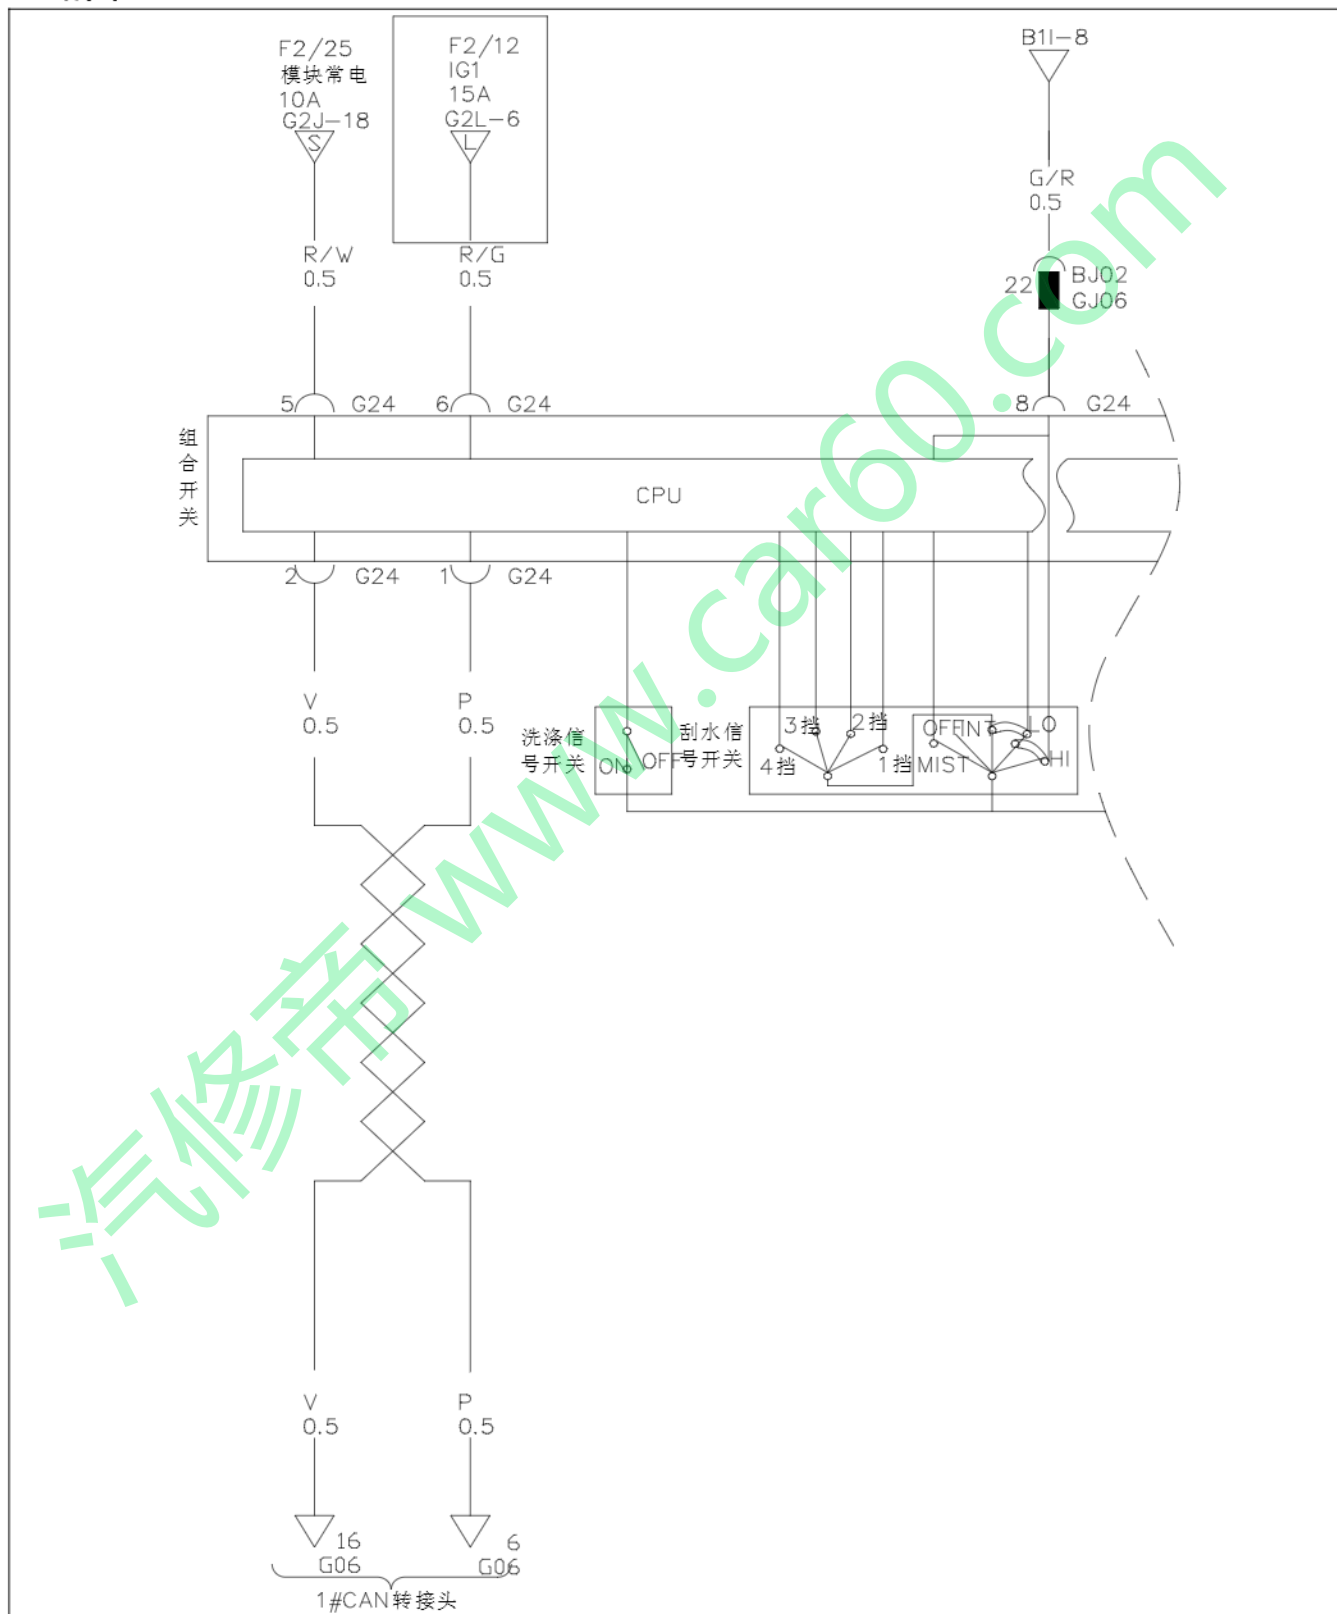 F2/25
模块常电
10A
G2J-18
S
F2/12
IG1
15A
G2L-6
L
B1I-8
G/R
0.5
R/W
0.5
R/G
0.5
22
BJ02
GJ06
5
G24
6
G24
8
G24
组合开关
CPU
2
G24
1
G24
V
0.5
P
0.5
洗涤信
号开关
ON
OFF
刮水信
号开关
4挡
3挡
2挡
1挡
OFF
INT
LO
MIST
HI
V
0.5
P
0.5
16
G06
6
G06
1#CAN转接头
汽修帝 www.car60.com